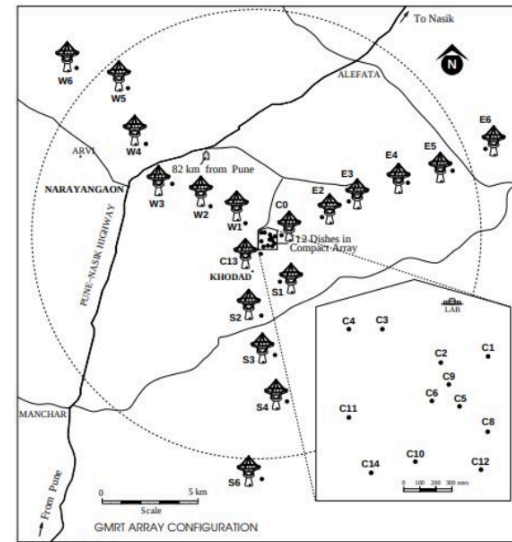 To Nasik
N
ALEFATA
W6
W5
E6
W4
ARVI
E5
E4
82 km from Pune
E3
NARAYANGAON
W3
W2
E2
W1
C0
12 Dishes in
Compact Array
C13
KHODAD
S1
PUNE-NASIK HIGHWAY
S2
LAB
C4
C3
C1
C2
S3
C9
C6
C5
S4
MANCHAR
C11
C8
C10
C14
C12
S6
0
100
200
300 mts
From Pune
0
5 km
Scale
GMRT ARRAY CONFIGURATION